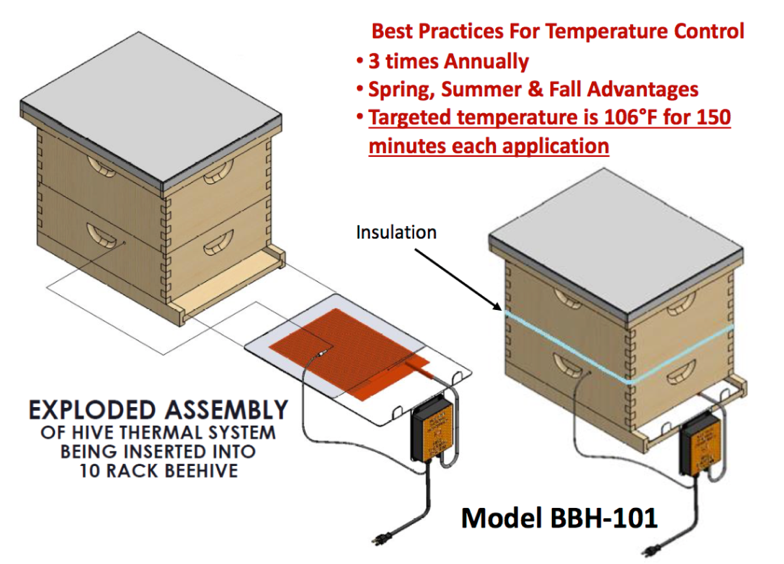 Best Practices For Temperature Control
• 3 times Annually
• Spring, Summer & Fall Advantages
• Targeted temperature is 106°F for 150
minutes each application
Insulation
EXPLODED ASSEMBLY
OF HIVE THERMAL SYSTEM
BEING INSERTED INTO
10 RACK BEEHIVE
Model BBH-101